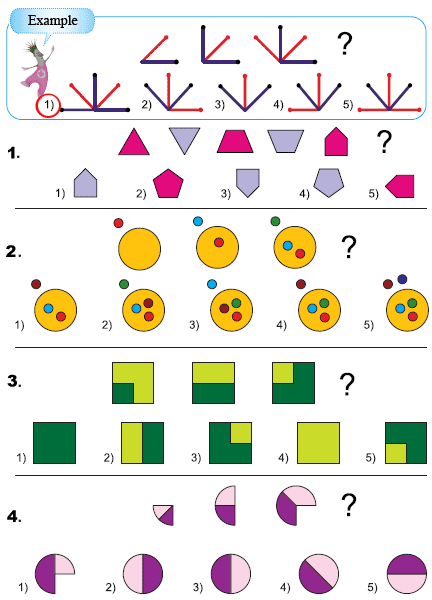 Example
?
1) 2) 3) 4) 5)
1. ?
1) 2) 3) 4) 5)
2. ?
1) 2) 3) 4) 5)
3. ?
1) 2) 3) 4) 5)
4. ?
1) 2) 3) 4) 5)